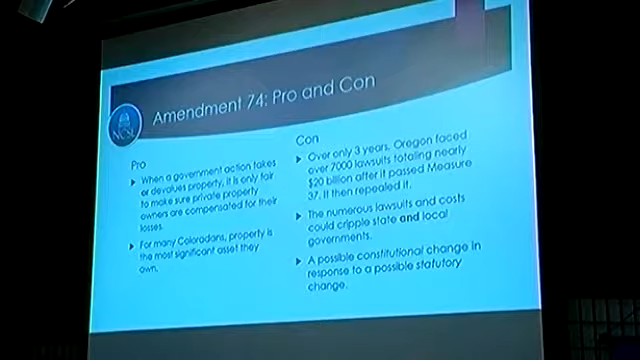 Amendment 74: Pro and Con
NCSL
Pro
When a government action takes
or devalues property, it is only fair
to make sure private property
owners are compensated for their
losses.
For many Coloradans, property is
the most significant asset they
own.
Con
Over only 3 years, Oregon faced
over 7000 lawsuits totaling nearly
$20 billion after it passed Measure
37. It then repealed it.
The numerous lawsuits and costs
could cripple state and local
governments.
A possible constitutional change in
response to a possible statutory
change.